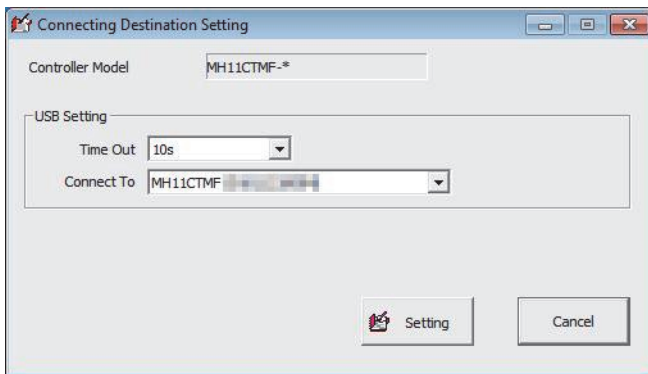 Connecting Destination Setting
Controller Model MH11CTMF-*
USB Setting
Time Out 10s
Connect To MH11CTMF
Setting Cancel